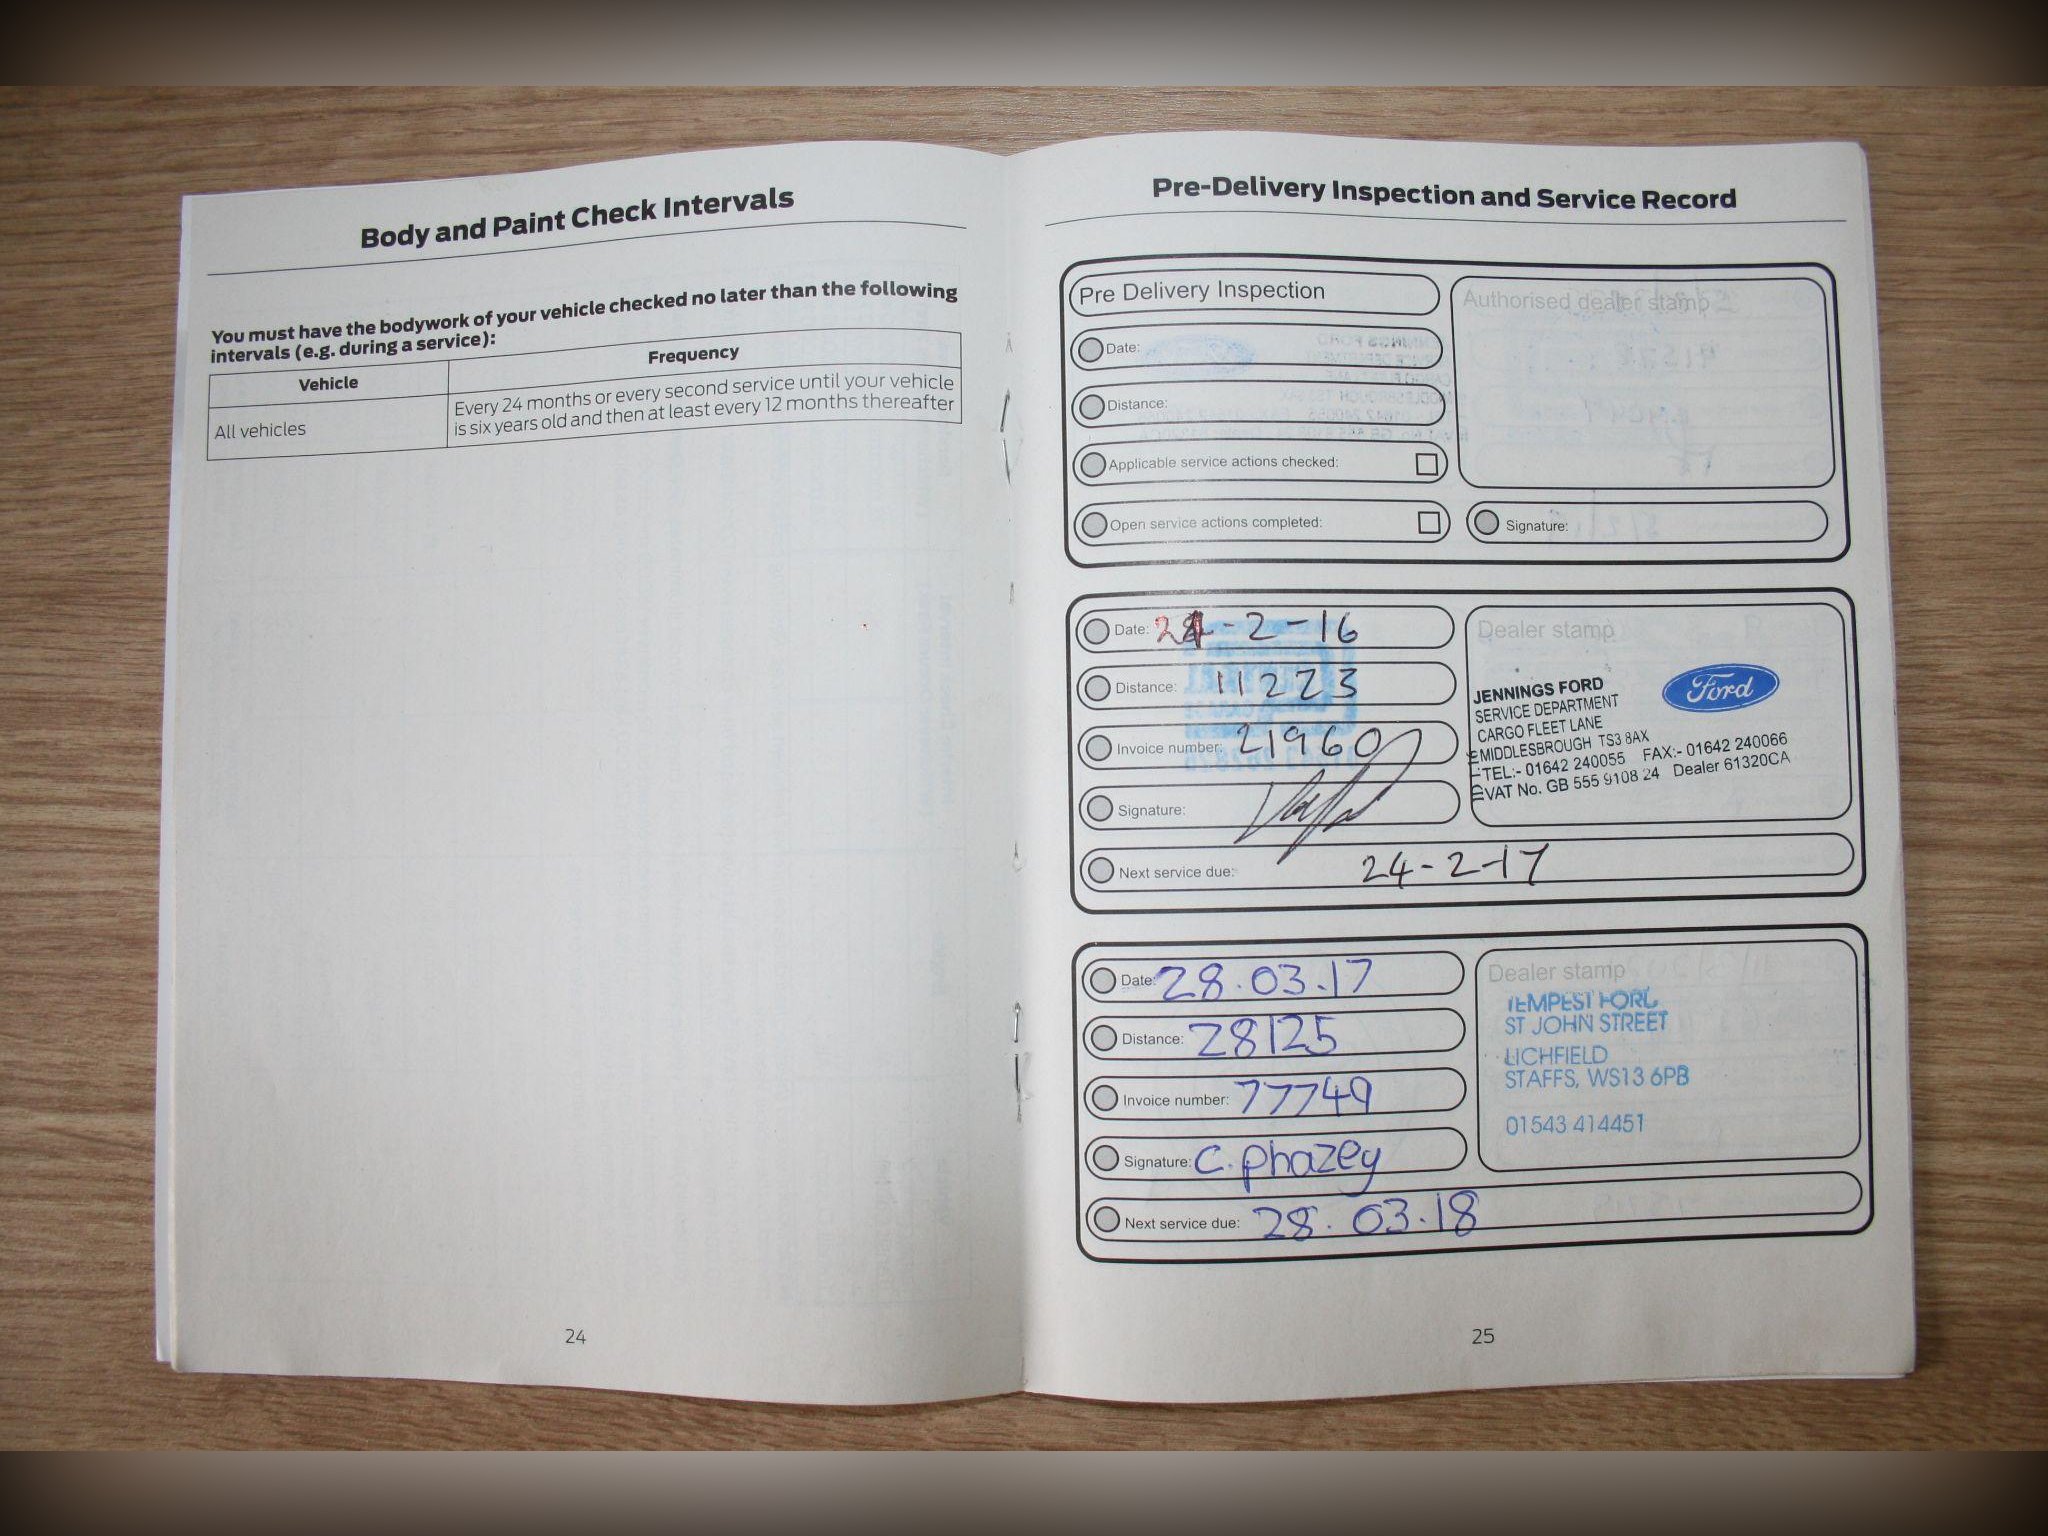 Body and Paint Check Intervals
You must have the bodywork of your vehicle checked no later than the following
intervals (e.g. during a service):
Vehicle
Frequency
All vehicles
Every 24 months or every second service until your vehicle
is six years old and then at least every 12 months thereafter
24
Pre-Delivery Inspection and Service Record
Pre Delivery Inspection
Authorised dealer stamp
Date:
Distance:
Applicable service actions checked:
Open service actions completed:
Signature:
Date: 24-2-16
Distance: 11223
Invoice number: 21960
Signature:
Next service due: 24-2-17
Dealer stamp
Ford
JENNINGS FORD
SERVICE DEPARTMENT
CARGO FLEET LANE
MIDDLESBROUGH TS3 8AX
TEL:- 01642 240055 FAX:- 01642 240066
VAT No. GB 555 9108 24 Dealer 61320CA
Date: 28.03.17
Distance: 28125
Invoice number: 77749
Signature: C. Phazey
Next service due: 28.03.18
Dealer stamp
TEMPEST FORD
ST JOHN STREET
LICHFIELD
STAFFS, WS13 6PB
01543 414451
25